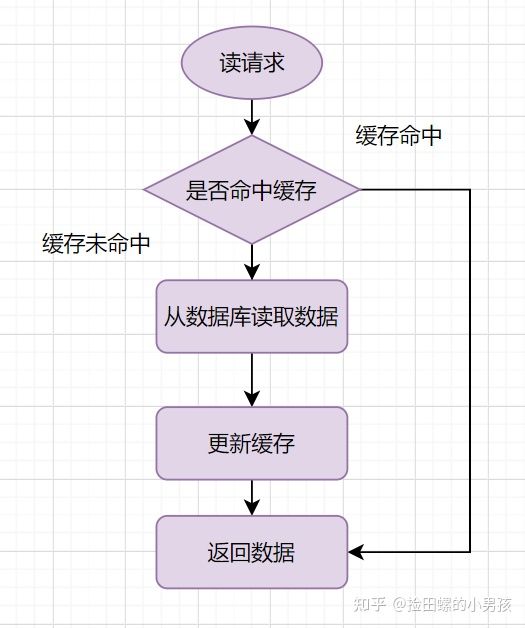 读请求
缓存命中
是否命中缓存
缓存未命中
从数据库读取数据
更新缓存
返回数据
知乎 @捡田螺的小男孩